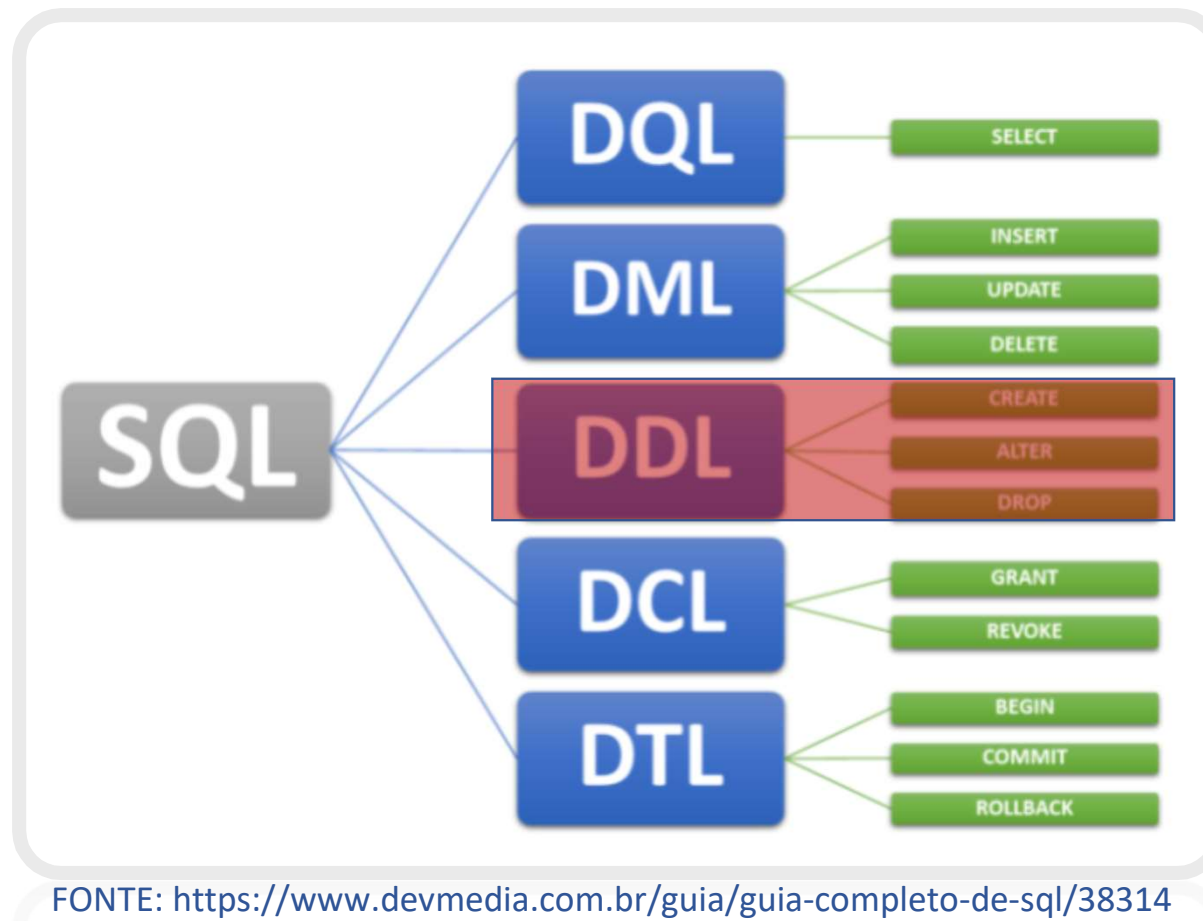 SQL
DQL
SELECT
DML
INSERT
UPDATE
DELETE
DDL
CREATE
ALTER
DROP
DCL
GRANT
REVOKE
DTL
BEGIN
COMMIT
ROLLBACK
FONTE: https://www.devmedia.com.br/guia/guia-completo-de-sql/38314